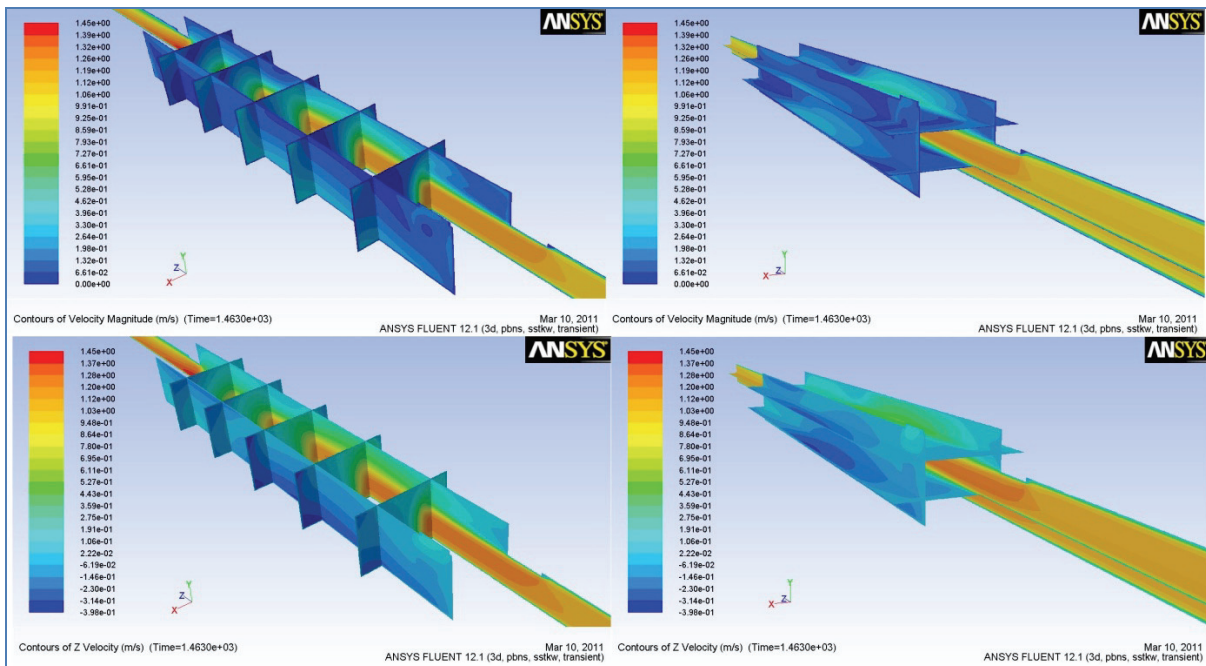 ANSYS
1.45e+00
1.39e+00
1.32e+00
1.26e+00
1.19e+00
1.12e+00
1.06e+00
9.91e-01
9.25e-01
8.59e-01
7.93e-01
7.27e-01
6.61e-01
5.95e-01
5.28e-01
4.62e-01
3.96e-01
3.30e-01
2.64e-01
1.98e-01
1.32e-01
6.61e-02
0.00e+00
Y
Z
X
Contours of Velocity Magnitude (m/s) (Time=1.4630e+03)
Mar 10, 2011
ANSYS FLUENT 12.1 (3d, pbns, sstkw, transient)
ANSYS
1.45e+00
1.39e+00
1.32e+00
1.26e+00
1.19e+00
1.12e+00
1.06e+00
9.91e-01
9.25e-01
8.59e-01
7.93e-01
7.27e-01
6.61e-01
5.95e-01
5.28e-01
4.62e-01
3.96e-01
3.30e-01
2.64e-01
1.98e-01
1.32e-01
6.61e-02
0.00e+00
Y
Z
X
Contours of Velocity Magnitude (m/s) (Time=1.4630e+03)
Mar 10, 2011
ANSYS FLUENT 12.1 (3d, pbns, sstkw, transient)
ANSYS
1.45e+00
1.37e+00
1.28e+00
1.20e+00
1.12e+00
1.03e+00
9.48e-01
8.64e-01
7.80e-01
6.95e-01
6.11e-01
5.27e-01
4.43e-01
3.59e-01
2.75e-01
1.91e-01
1.06e-01
2.22e-02
-6.19e-02
-1.46e-01
-2.30e-01
-3.14e-01
-3.98e-01
Y
Z
X
Contours of Z Velocity (m/s) (Time=1.4630e+03)
Mar 10, 2011
ANSYS FLUENT 12.1 (3d, pbns, sstkw, transient)
ANSYS
1.45e+00
1.37e+00
1.28e+00
1.20e+00
1.12e+00
1.03e+00
9.48e-01
8.64e-01
7.80e-01
6.95e-01
6.11e-01
5.27e-01
4.43e-01
3.59e-01
2.75e-01
1.91e-01
1.06e-01
2.22e-02
-6.19e-02
-1.46e-01
-2.30e-01
-3.14e-01
-3.98e-01
Y
Z
X
Contours of Z Velocity (m/s) (Time=1.4630e+03)
Mar 10, 2011
ANSYS FLUENT 12.1 (3d, pbns, sstkw, transient)